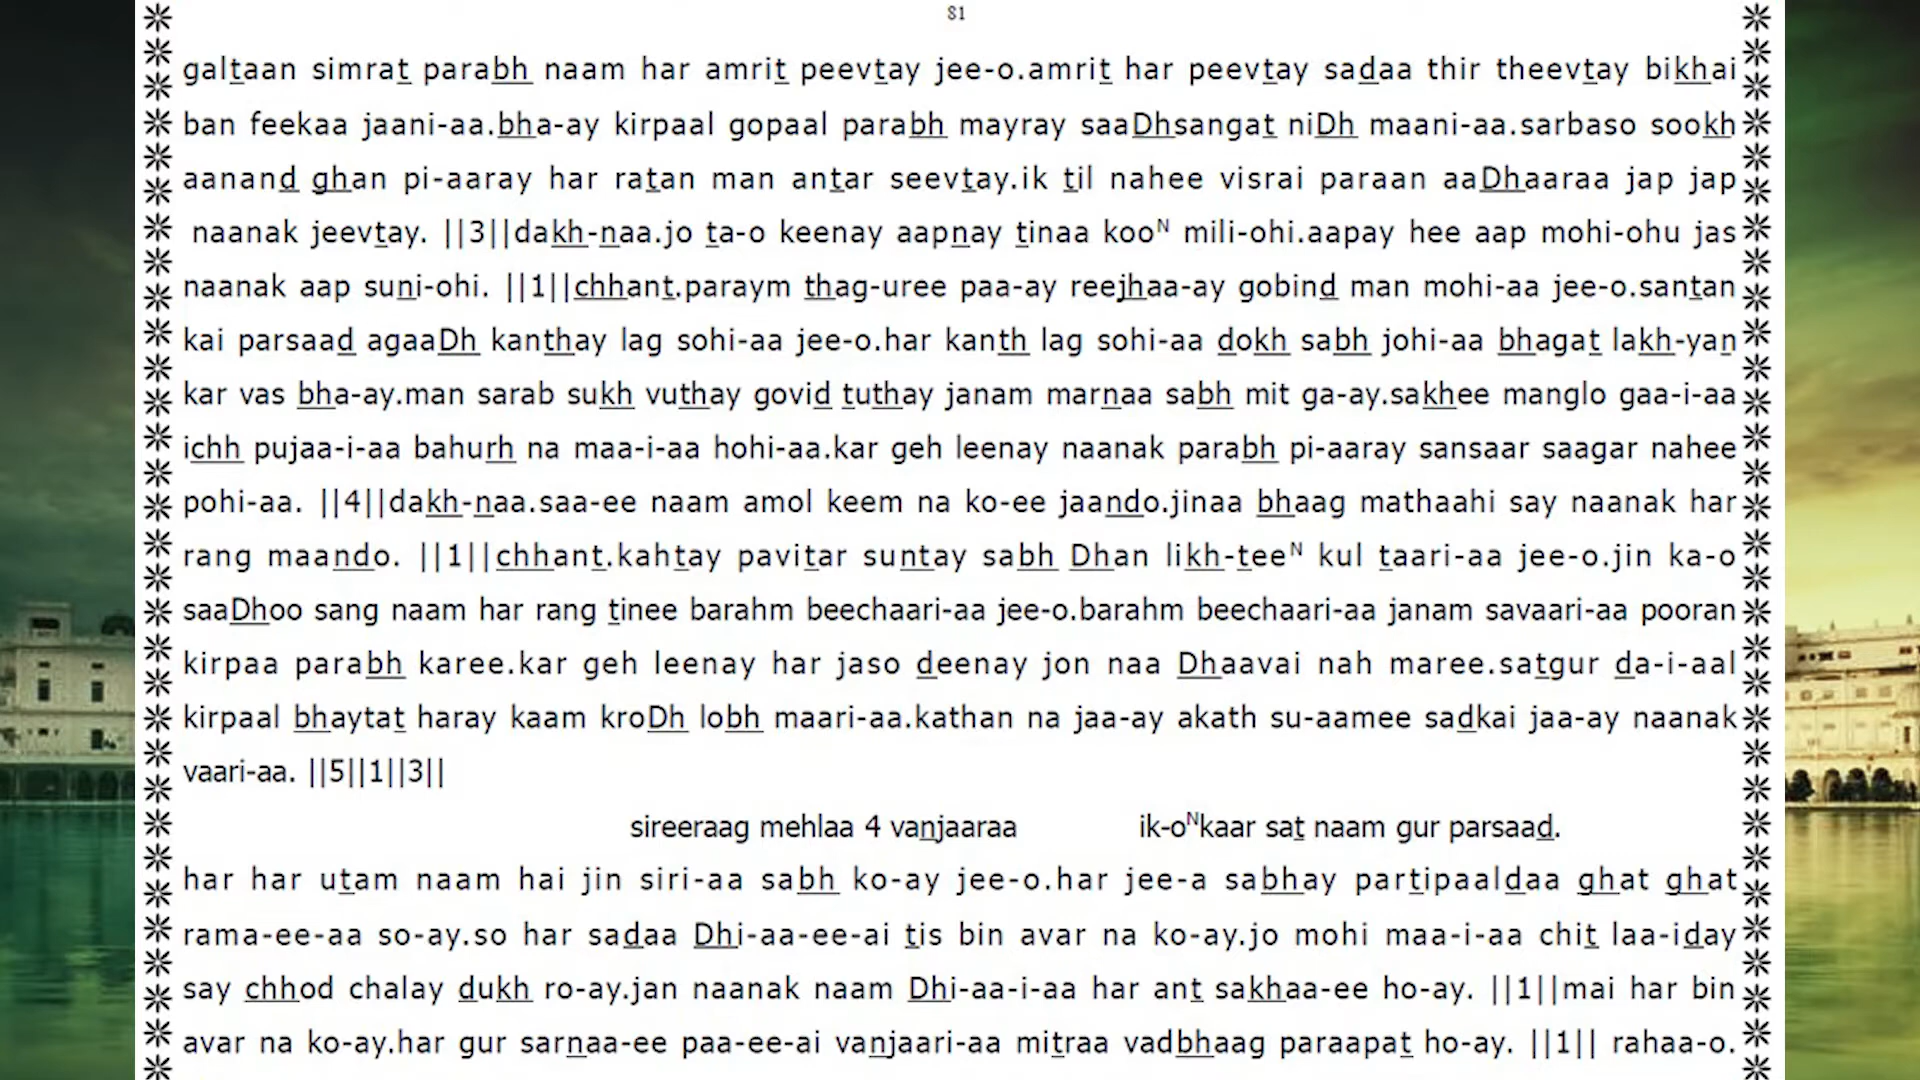 81
galtaan simrat parabh naam har amrit peevtay jee-o.amrit har peevtay sadaa thir theevtay bikhai
ban feekaa jaani-aa.bha-ay kirpaal gopaal parabh mayray saaDhsangat niDh maani-aa.sarbaso sookh
aanand ghan pi-aaray har ratan man antar seevtay.ik til nahee visrai paraan aaDhaaraa jap jap
naanak jeevtay. ||3||dakh-naa.jo ta-o keenay aapnay tinaa kooᴺ mili-ohi.aapay hee aap mohi-ohu jas
naanak aap suni-ohi. ||1||chhant.paraym thag-uree paa-ay reejhaa-ay gobind man mohi-aa jee-o.santan
kai parsaad agaaDh kanthay lag sohi-aa jee-o.har kanth lag sohi-aa dokh sabh johi-aa bhagat lakh-yan
kar vas bha-ay.man sarab sukh vuthay govid tuthay janam marnaa sabh mit ga-ay.sakhee manglo gaa-i-aa
ichh pujaa-i-aa bahurh na maa-i-aa hohi-aa.kar geh leenay naanak parabh pi-aaray sansaar saagar nahee
pohi-aa. ||4||dakh-naa.saa-ee naam amol keem na ko-ee jaando.jinaa bhaag mathaahi say naanak har
rang maando. ||1||chhant.kahtay pavitar suntay sabh Dhan likh-teeᴺ kul taari-aa jee-o.jin ka-o
saaDhoo sang naam har rang tinee barahm beechaari-aa jee-o.barahm beechaari-aa janam savaari-aa pooran
kirpaa parabh karee.kar geh leenay har jaso deenay jon naa Dhaavai nah maree.satgur da-i-aal
kirpaal bhaytat haray kaam kroDh lobh maari-aa.kathan na jaa-ay akath su-aamee sadkai jaa-ay naanak
vaari-aa. ||5||1||3||
sireeraag mehlaa 4 vanjaaraa ik-oᴺkaar sat naam gur parsaad.
har har utam naam hai jin siri-aa sabh ko-ay jee-o.har jee-a sabhay partipaaldaa ghat ghat
rama-ee-aa so-ay.so har sadaa Dhi-aa-ee-ai tis bin avar na ko-ay.jo mohi maa-i-aa chit laa-iday
say chhod chalay dukh ro-ay.jan naanak naam Dhi-aa-i-aa har ant sakhaa-ee ho-ay. ||1||mai har bin
avar na ko-ay.har gur sarnaa-ee paa-ee-ai vanjaari-aa mitraa vadbhaag paraapat ho-ay. ||1|| rahaa-o.